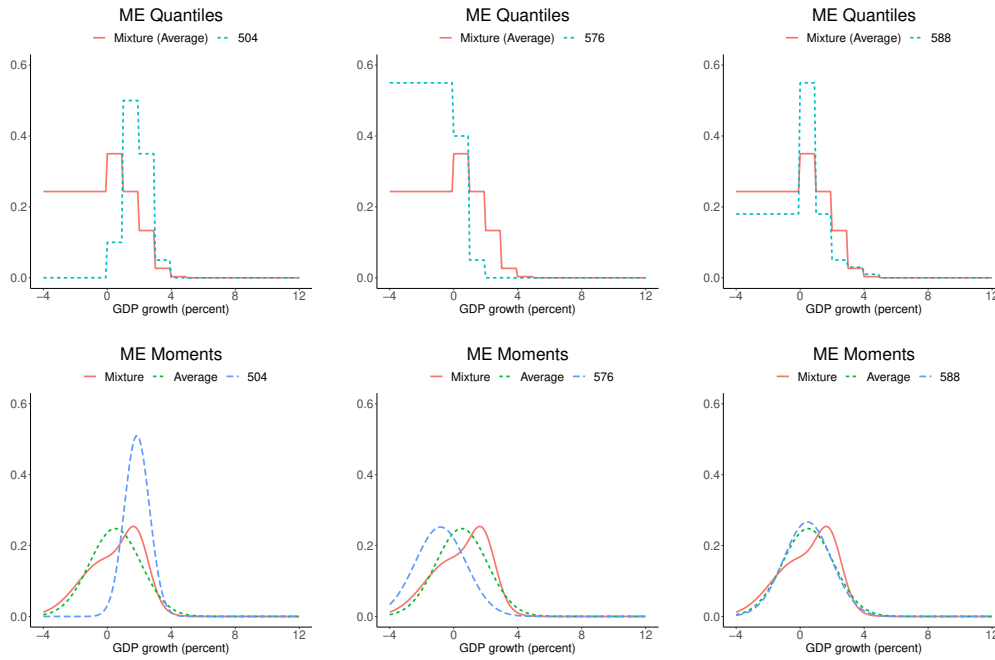 ME Quantiles
Mixture (Average) 504
0.6
0.4
0.2
0.0
−4 0 4 8 12
GDP growth (percent)
ME Quantiles
Mixture (Average) 576
0.6
0.4
0.2
0.0
−4 0 4 8 12
GDP growth (percent)
ME Quantiles
Mixture (Average) 588
0.6
0.4
0.2
0.0
−4 0 4 8 12
GDP growth (percent)
ME Moments
Mixture Average 504
0.6
0.4
0.2
0.0
−4 0 4 8 12
GDP growth (percent)
ME Moments
Mixture Average 576
0.6
0.4
0.2
0.0
−4 0 4 8 12
GDP growth (percent)
ME Moments
Mixture Average 588
0.6
0.4
0.2
0.0
−4 0 4 8 12
GDP growth (percent)